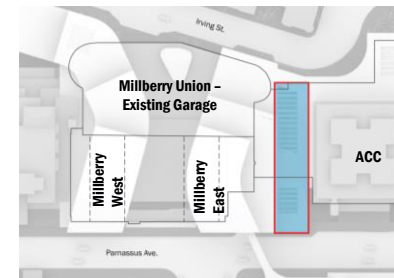 Irving St.
Millberry Union –
Existing Garage
Millberry
West
Millberry
East
ACC
Parnassus Ave.